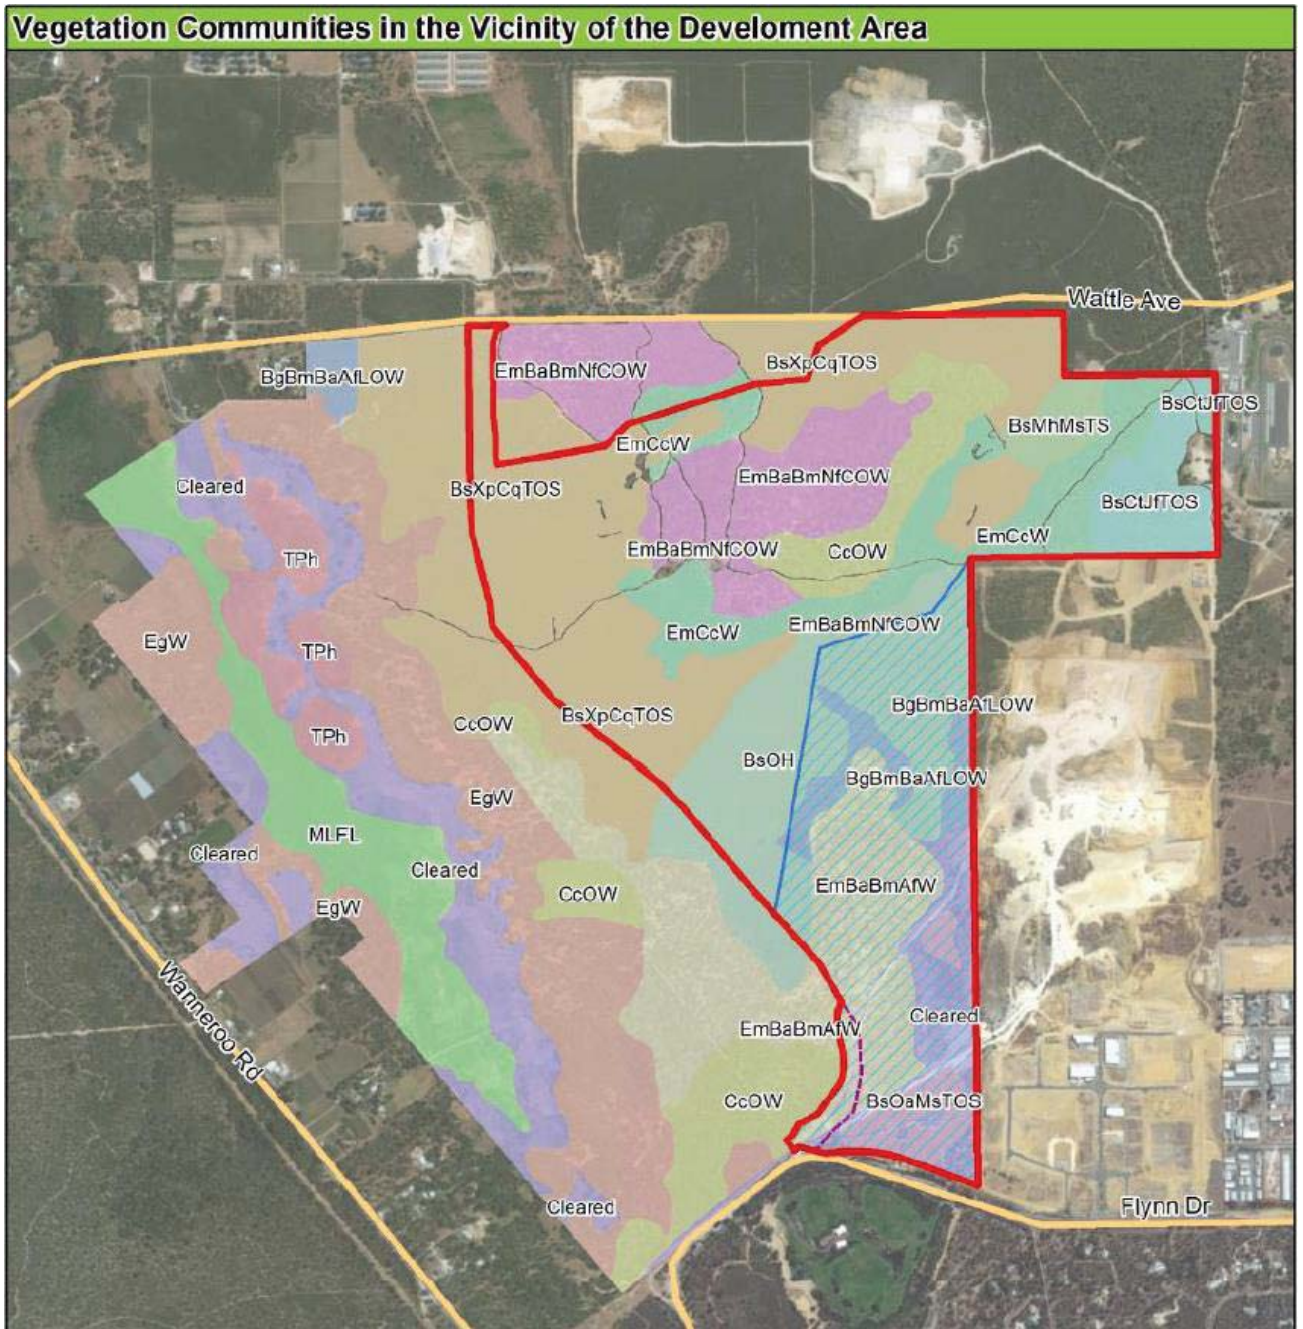 Vegetation Communities in the Vicinity of the Develoment Area
Wattle Ave
BsXpCqTOS
EmBaBmNfCOW
BgBmBaAfLOW
BsCtJfTOS
BsMhMsTS
EmCcW
EmBaBmNfCOW
Cleared
BsXpCqTOS
BsCtJfTOS
EmCcW
EmBaBmNfCOW
CcOW
TPh
EmBaBmNfCOW
EmCcW
EgW
TPh
BgBmBaAfLOW
BsXpCqTOS
CcOW
TPh
BsOH
BgBmBaAfLOW
EgW
MLFL
Cleared
Cleared
EmBaBmAfW
CcOW
EgW
Wanneroo Rd
Cleared
EmBaBmAfW
CcOW
BsOaMsTOS
Cleared
Flynn Dr